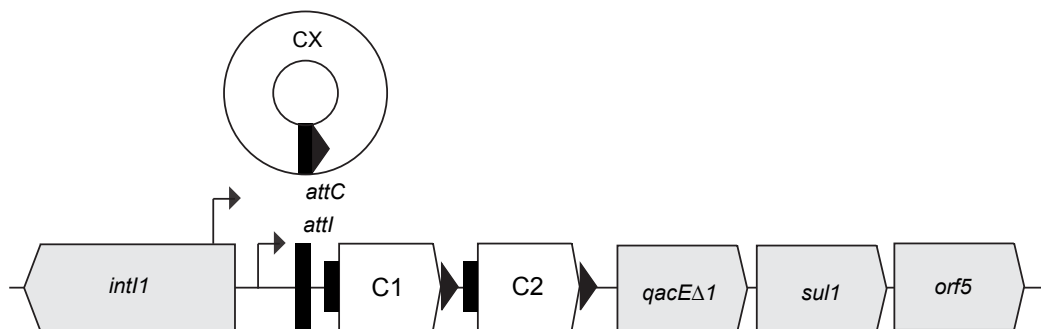 CX
attC
attI
intI1
C1
C2
qacEΔ1
sul1
orf5